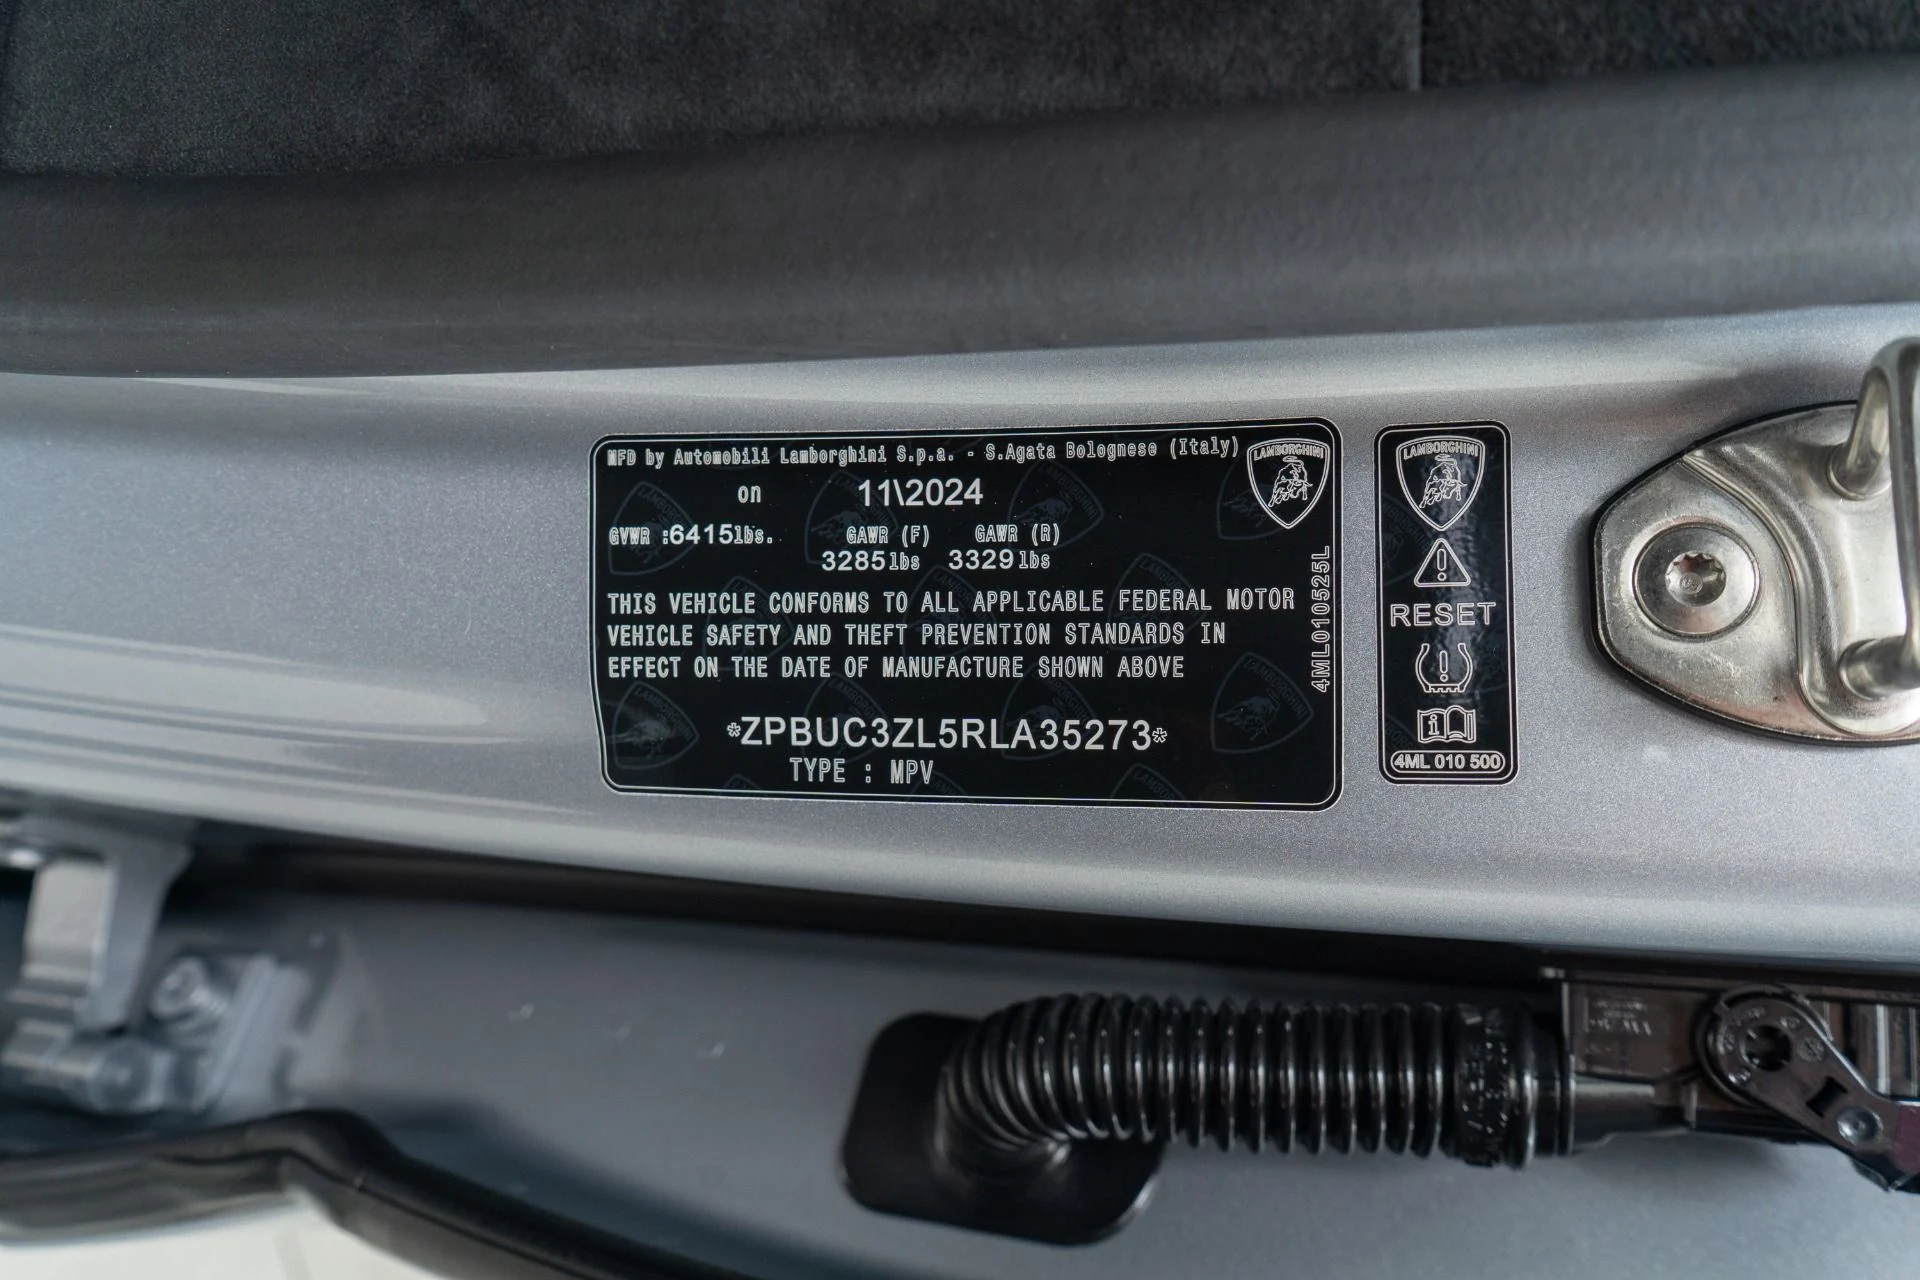 MFD by Automobili Lamborghini S.p.a. - S.Agata Bolognese (Italy)
on 11\2024
GVWR :6415lbs. GAWR (F) GAWR (R)
3285lbs 3329lbs
THIS VEHICLE CONFORMS TO ALL APPLICABLE FEDERAL MOTOR
VEHICLE SAFETY AND THEFT PREVENTION STANDARDS IN
EFFECT ON THE DATE OF MANUFACTURE SHOWN ABOVE
*ZPBUC3ZL5RLA35273*
TYPE : MPV
4ML010525L
LAMBORGHINI
LAMBORGHINI
RESET
4ML 010 500